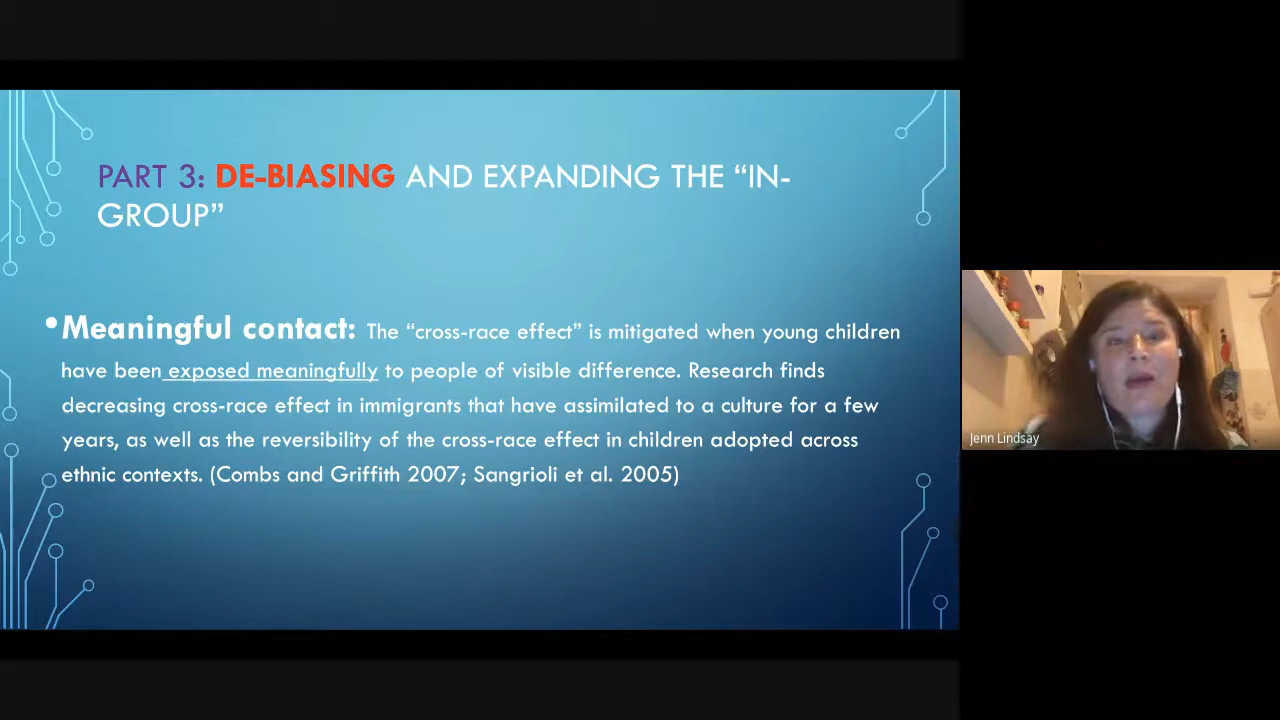 PART 3: DE-BIASING AND EXPANDING THE “IN-
GROUP”
•Meaningful contact: The “cross-race effect” is mitigated when young children
have been exposed meaningfully to people of visible difference. Research finds
decreasing cross-race effect in immigrants that have assimilated to a culture for a few
years, as well as the reversibility of the cross-race effect in children adopted across
ethnic contexts. (Combs and Griffith 2007; Sangrioli et al. 2005)
Jenn Lindsay